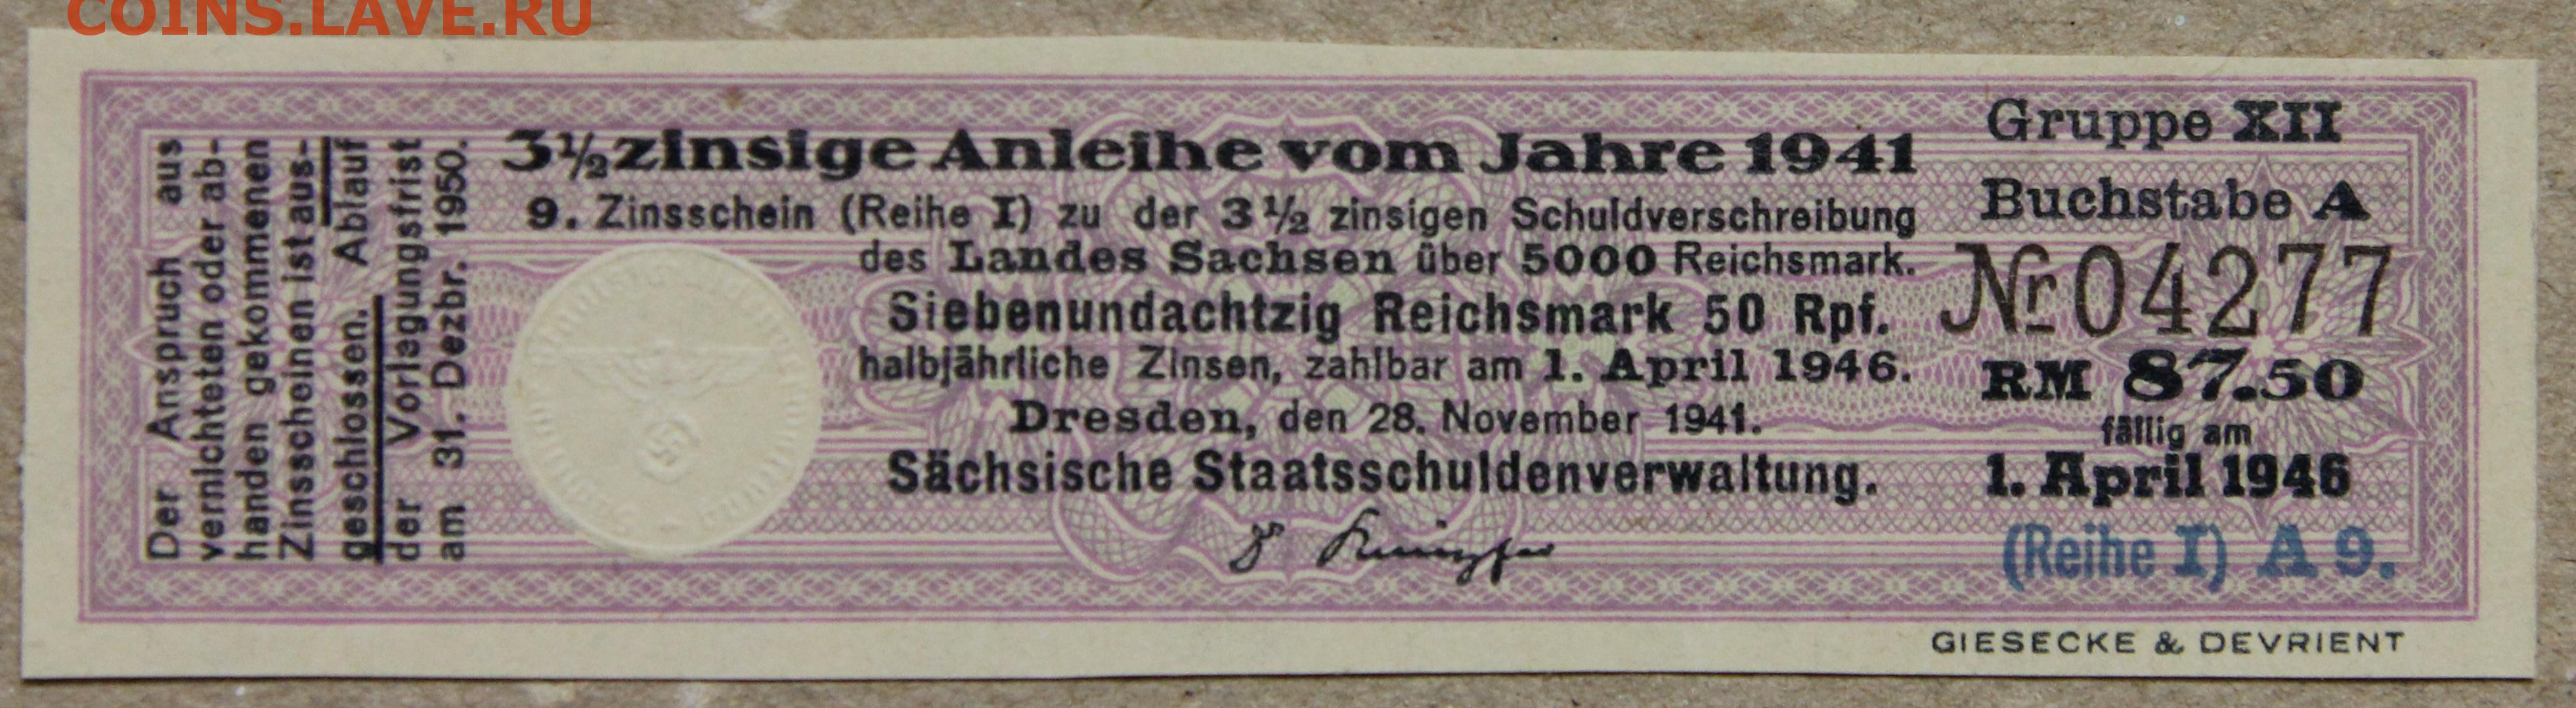 COINS.LAVE.RU
Der Anspruch aus
vernichteten oder ab-
handen gekommenen
Zinsscheinen ist aus-
geschlossen. Ablauf
der Vorlegungsfrist
am 31. Dezbr. 1950.
3½zinsige Anleihe vom Jahre 1941
9. Zinsschein (Reihe I) zu der 3½ zinsigen Schuldverschreibung
des Landes Sachsen über 5000 Reichsmark.
Siebenundachtzig Reichsmark 50 Rpf.
halbjährliche Zinsen, zahlbar am 1. April 1946.
Dresden, den 28. November 1941.
Sächsische Staatsschuldenverwaltung.
Gruppe XII
Buchstabe A
Nr 04277
RM 87.50
fällig am
1. April 1946
(Reihe I) A 9.
GIESECKE & DEVRIENT